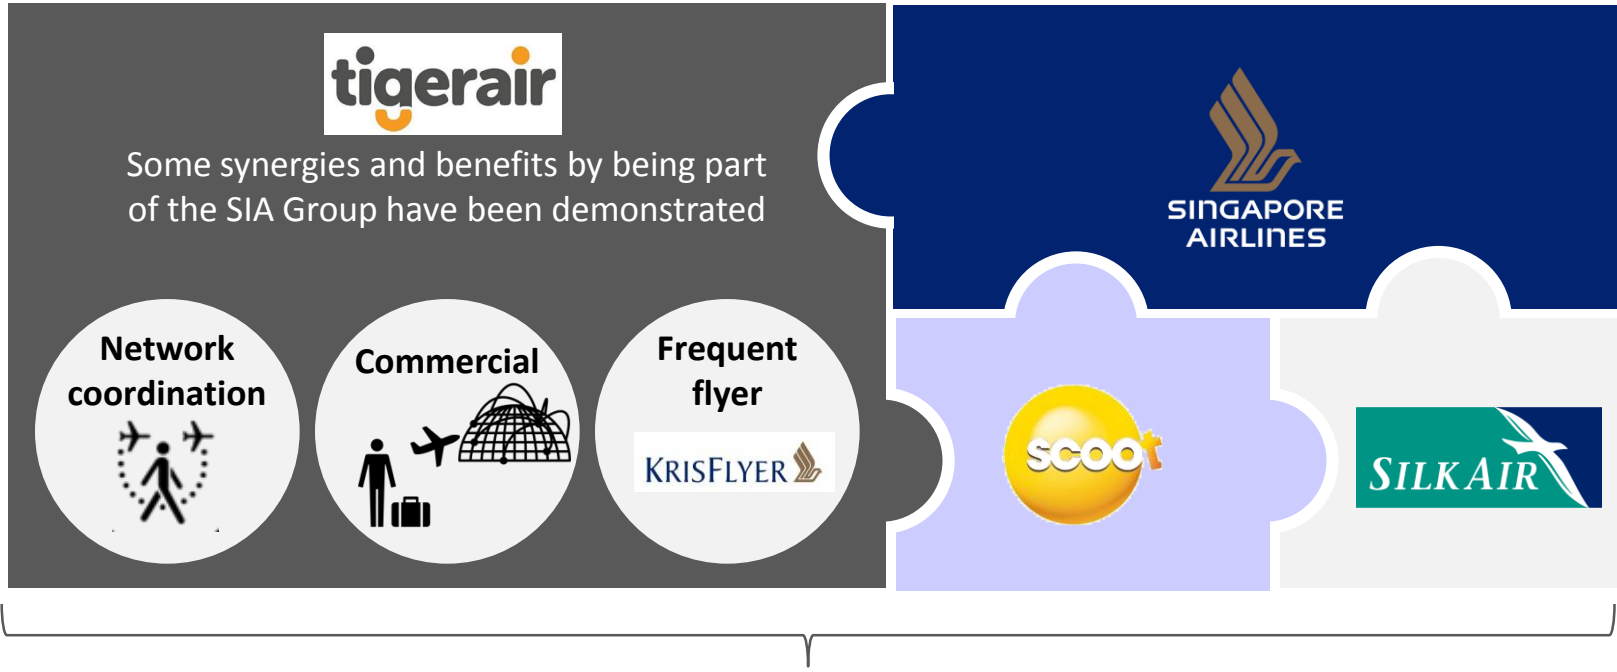 tigerair
Some synergies and benefits by being part
of the SIA Group have been demonstrated
Network
coordination
Commercial
Frequent
flyer
KRISFLYER
SINGAPORE
AIRLINES
scoot
SILKAIR